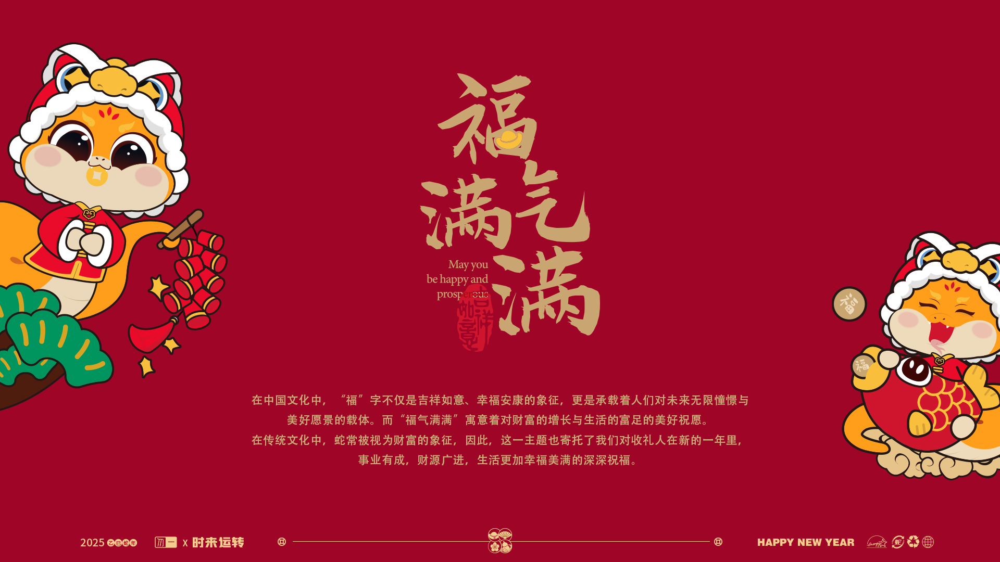 福
气
满
满
May you
be happy and
prosperous
吉祥
如意
在中国文化中，“福”字不仅是吉祥如意、幸福安康的象征，更是承载着人们对未来无限憧憬与
美好愿景的载体。而“福气满满”寓意着对财富的增长与生活的富足的美好祝愿。
在传统文化中，蛇常被视为财富的象征，因此，这一主题也寄托了我们对收礼人在新的一年里，
事业有成，财源广进，生活更加幸福美满的深深祝福。
福
福
2025 乙巳蛇年
x 时来运转
HAPPY NEW YEAR
energy
蛇